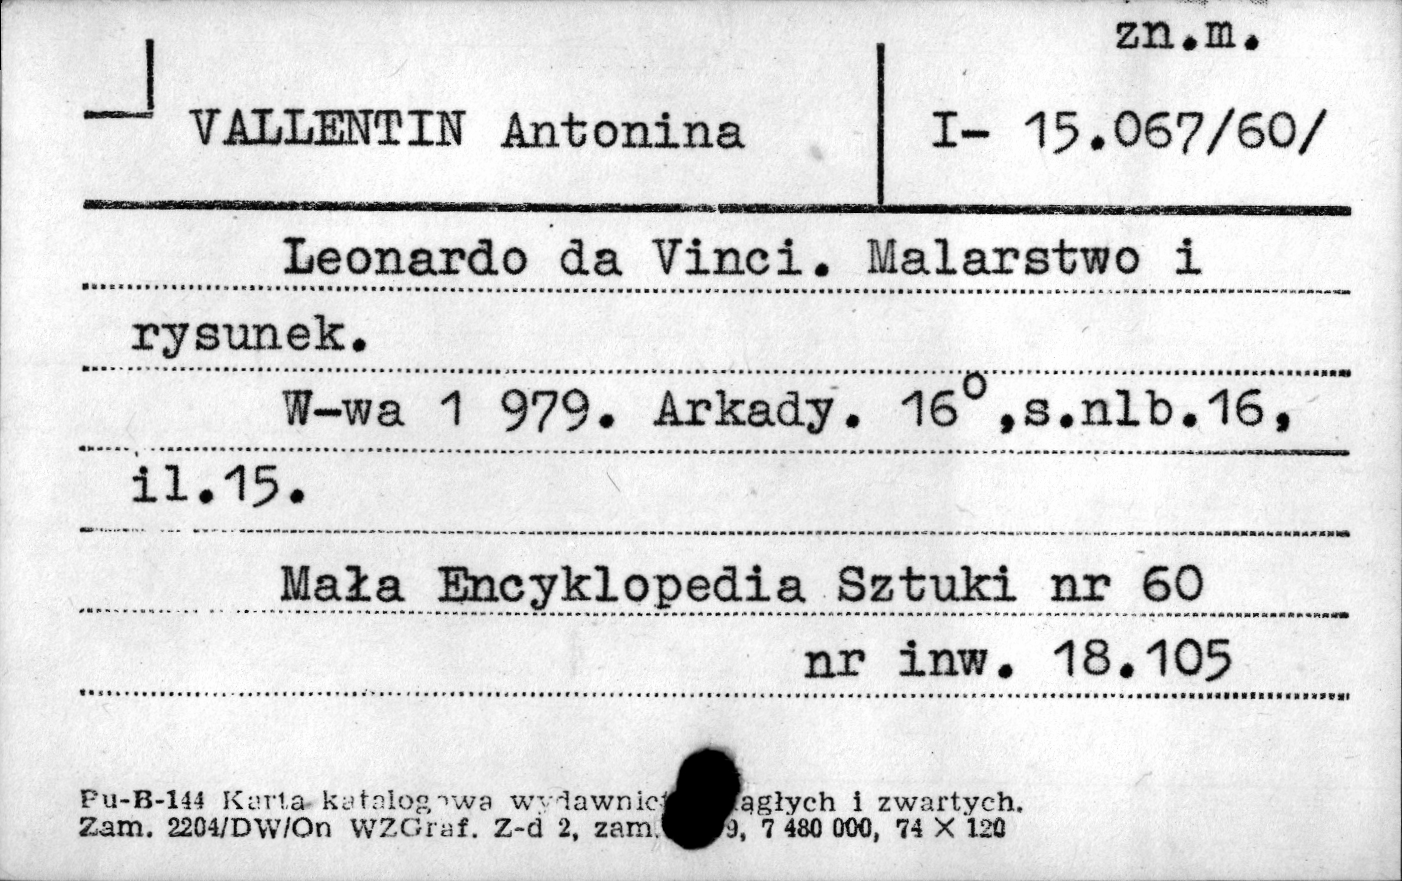 zn.m.
VALLENTIN Antonina
I- 15.067/60/
Leonardo da Vinci. Malarstwo i
rysunek.
W-wa 1 979. Arkady. 16°,s.nlb.16,
il.15.
Mała Encyklopedia Sztuki nr 60
nr inw. 18.105
Pu-B-144 Karta katalogowa wydawnic ągłych i zwartych.
Zam. 2204/DW/On WZGraf. Z-d 2, zam. 9, 7 480 000, 74 X 120